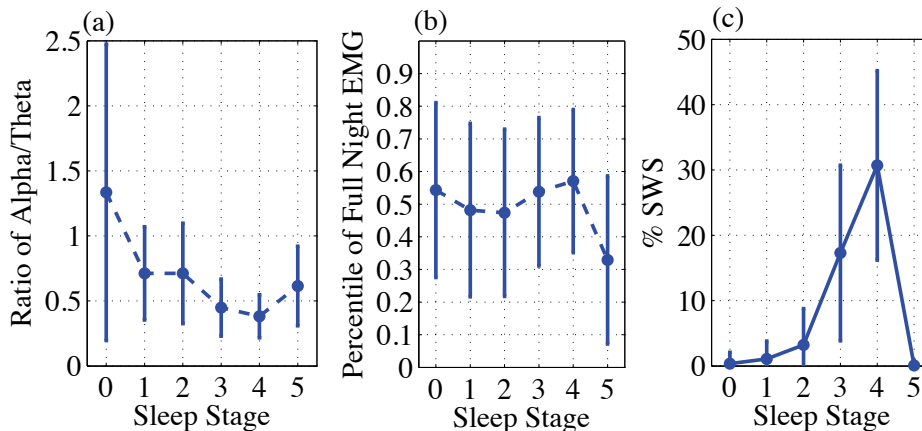 (a)
Ratio of Alpha/Theta
2.5
2
1.5
1
0.5
0
0 1 2 3 4 5
Sleep Stage
(b)
Percentile of Full Night EMG
0.9
0.8
0.7
0.6
0.5
0.4
0.3
0.2
0.1
0
0 1 2 3 4 5
Sleep Stage
(c)
% SWS
50
40
30
20
10
0
0 1 2 3 4 5
Sleep Stage